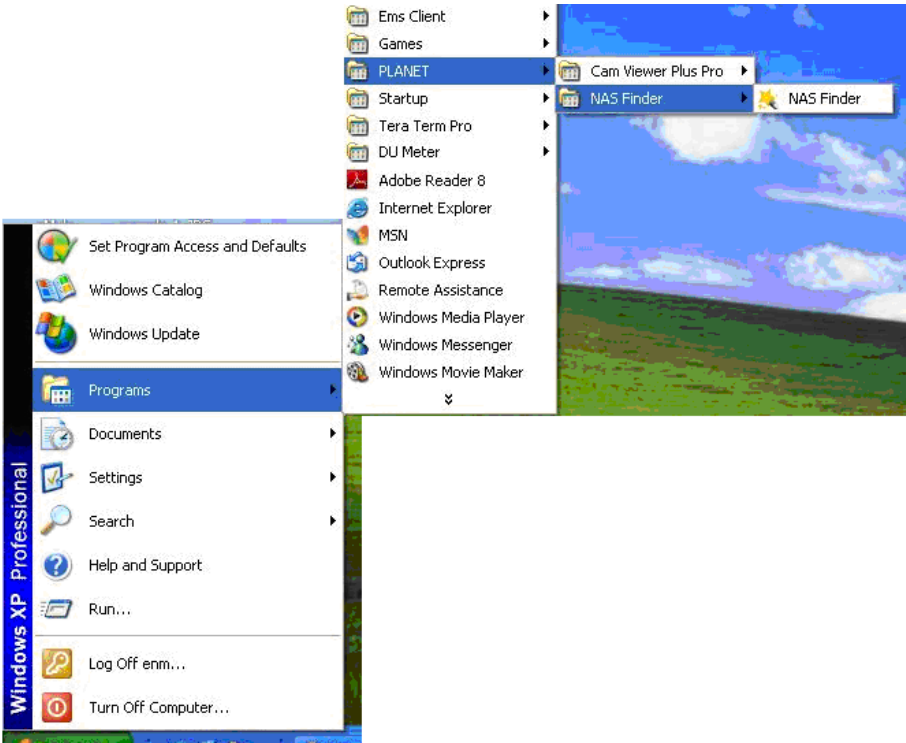 Ems Client
Games
PLANET
Startup
Tera Term Pro
DU Meter
Adobe Reader 8
Internet Explorer
MSN
Outlook Express
Remote Assistance
Windows Media Player
Windows Messenger
Windows Movie Maker
Cam Viewer Plus Pro
NAS Finder
NAS Finder
Set Program Access and Defaults
Windows Catalog
Windows Update
Programs
Documents
Settings
Search
Help and Support
Run...
Log Off enm...
Turn Off Computer...
Windows XP Professional